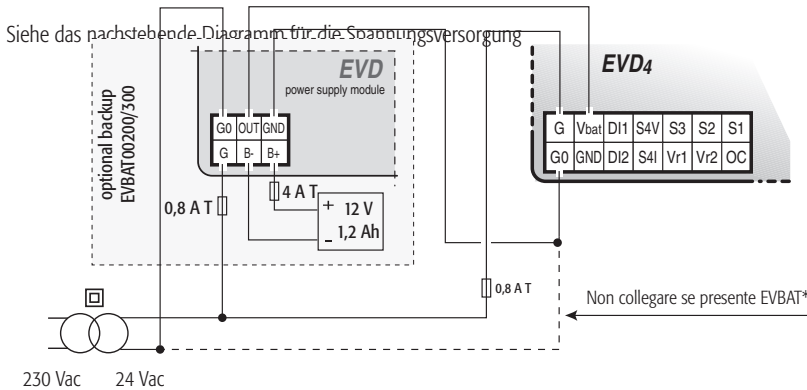 Siehe das nachstehende Diagramm für die Spannungsversorgung
EVD
power supply module
optional backup
EVBAT00200/300
G0 OUT GND
G B- B+
0,8 A T
4 A T
+ 12 V
- 1,2 Ah
EVD4
G Vbat DI1 S4V S3 S2 S1
G0 GND DI2 S4I Vr1 Vr2 OC
0,8 A T
Non collegare se presente EVBAT*
230 Vac 24 Vac